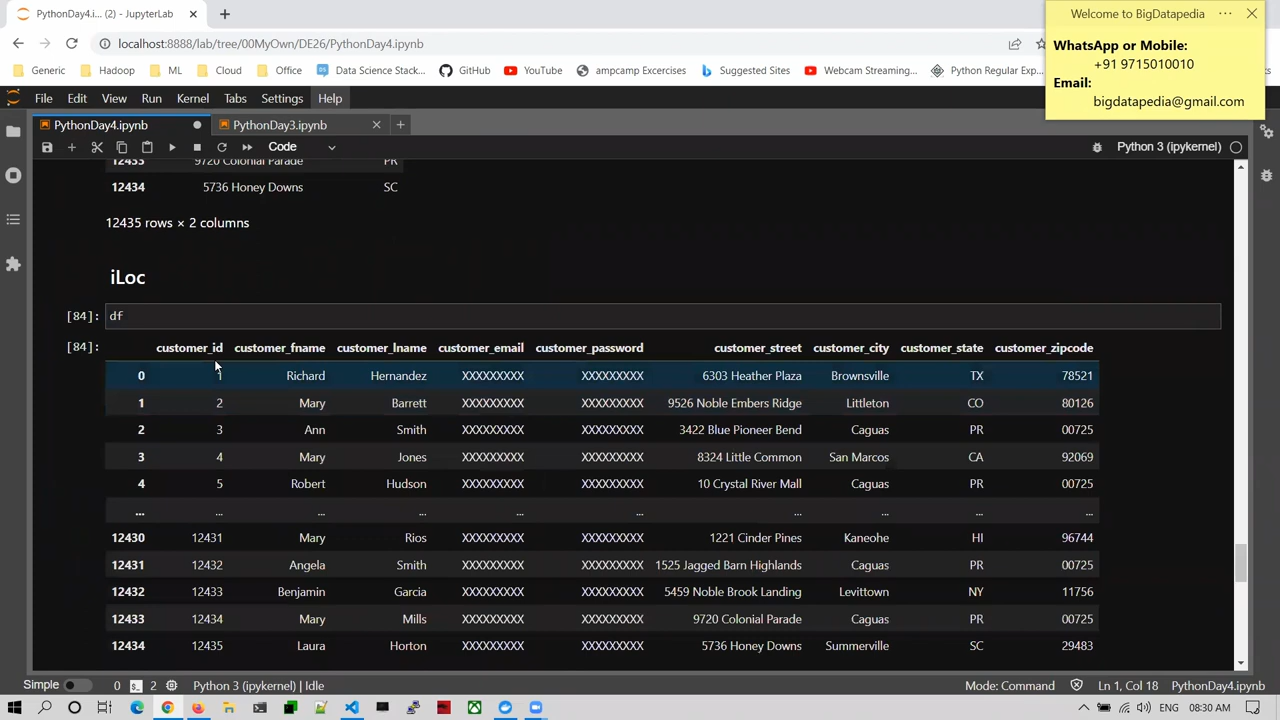 PythonDay4.i... (2) - JupyterLab
Welcome to BigDatapedia
localhost:8888/lab/tree/00MyOwn/DE26/PythonDay4.ipynb
WhatsApp or Mobile:
+91 9715010010
Email:
bigdatapedia@gmail.com
Generic Hadoop ML Cloud Office Data Science Stack... GitHub YouTube ampcamp Excercises Suggested Sites Webcam Streaming... Python Regular Exp...
File Edit View Run Kernel Tabs Settings Help
PythonDay4.ipynb PythonDay3.ipynb
Code Python 3 (ipykernel)
12433 9720 Colonial Parade PR
12434 5736 Honey Downs SC
12435 rows × 2 columns
iLoc
[84]: df
[84]: customer_id customer_fname customer_lname customer_email customer_password customer_street customer_city customer_state customer_zipcode
0 1 Richard Hernandez XXXXXXXXX XXXXXXXXX 6303 Heather Plaza Brownsville TX 78521
1 2 Mary Barrett XXXXXXXXX XXXXXXXXX 9526 Noble Embers Ridge Littleton CO 80126
2 3 Ann Smith XXXXXXXXX XXXXXXXXX 3422 Blue Pioneer Bend Caguas PR 00725
3 4 Mary Jones XXXXXXXXX XXXXXXXXX 8324 Little Common San Marcos CA 92069
4 5 Robert Hudson XXXXXXXXX XXXXXXXXX 10 Crystal River Mall Caguas PR 00725
... ... ... ... ... ... ... ... ... ...
12430 12431 Mary Rios XXXXXXXXX XXXXXXXXX 1221 Cinder Pines Kaneohe HI 96744
12431 12432 Angela Smith XXXXXXXXX XXXXXXXXX 1525 Jagged Barn Highlands Caguas PR 00725
12432 12433 Benjamin Garcia XXXXXXXXX XXXXXXXXX 5459 Noble Brook Landing Levittown NY 11756
12433 12434 Mary Mills XXXXXXXXX XXXXXXXXX 9720 Colonial Parade Caguas PR 00725
12434 12435 Laura Horton XXXXXXXXX XXXXXXXXX 5736 Honey Downs Summerville SC 29483
Simple 0 2 Python 3 (ipykernel) | Idle Mode: Command Ln 1, Col 18 PythonDay4.ipynb
ENG 08:30 AM